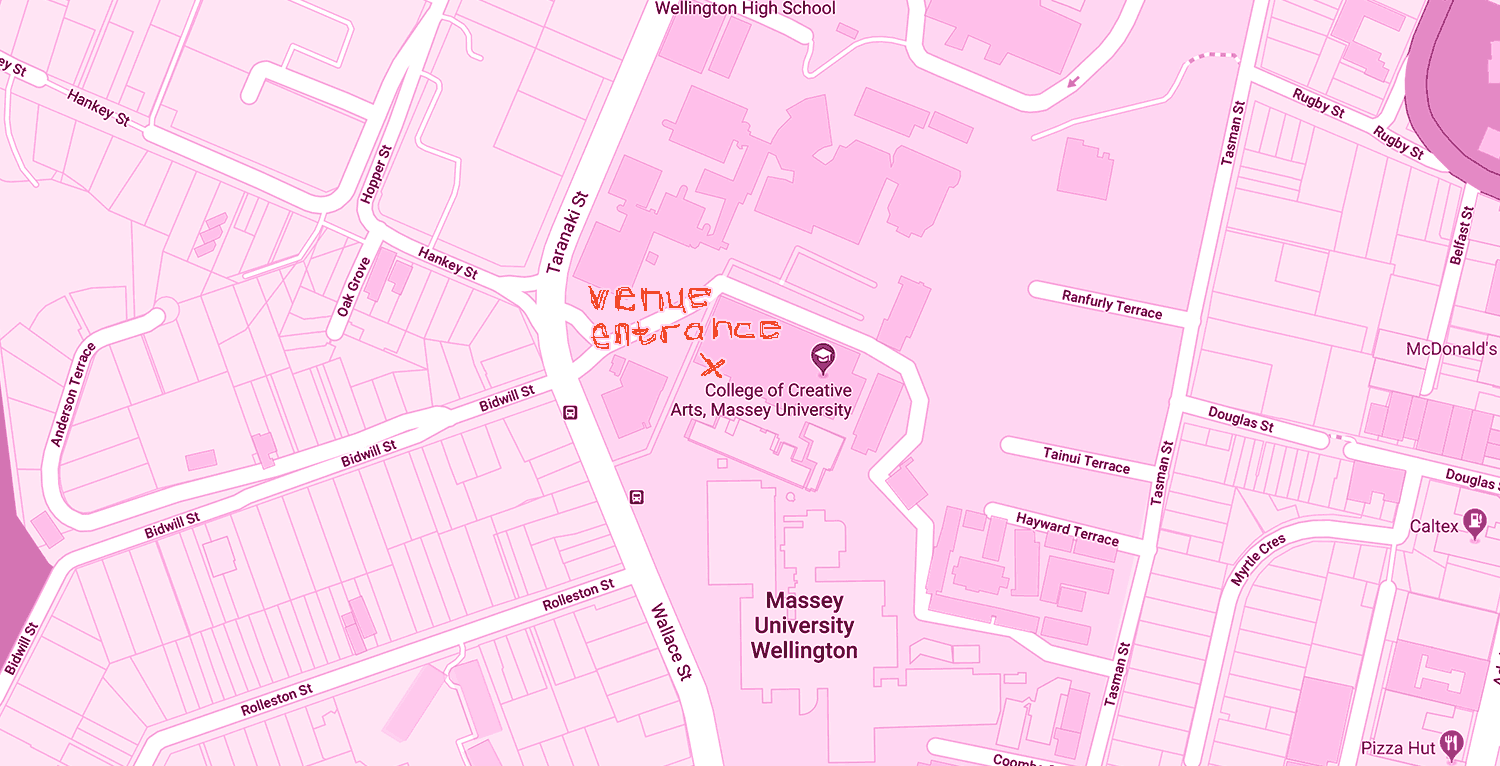 Wellington High School
ey St
Hankey St
Hopper St
Taranaki St
Hankey St
Oak Grove
Anderson Terrace
Bidwill St
Bidwill St
Bidwill St
Bidwill St
Rolleston St
Rolleston St
Wallace St
venue
entrance
x
College of Creative
Arts, Massey University
Massey
University
Wellington
Rugby St
Rugby St
Tasman St
Belfast St
Ranfurly Terrace
McDonald's
Douglas St
Tainui Terrace
Tasman St
Douglas S
Hayward Terrace
Caltex
Myrtle Cres
Tasman St
Pizza Hut